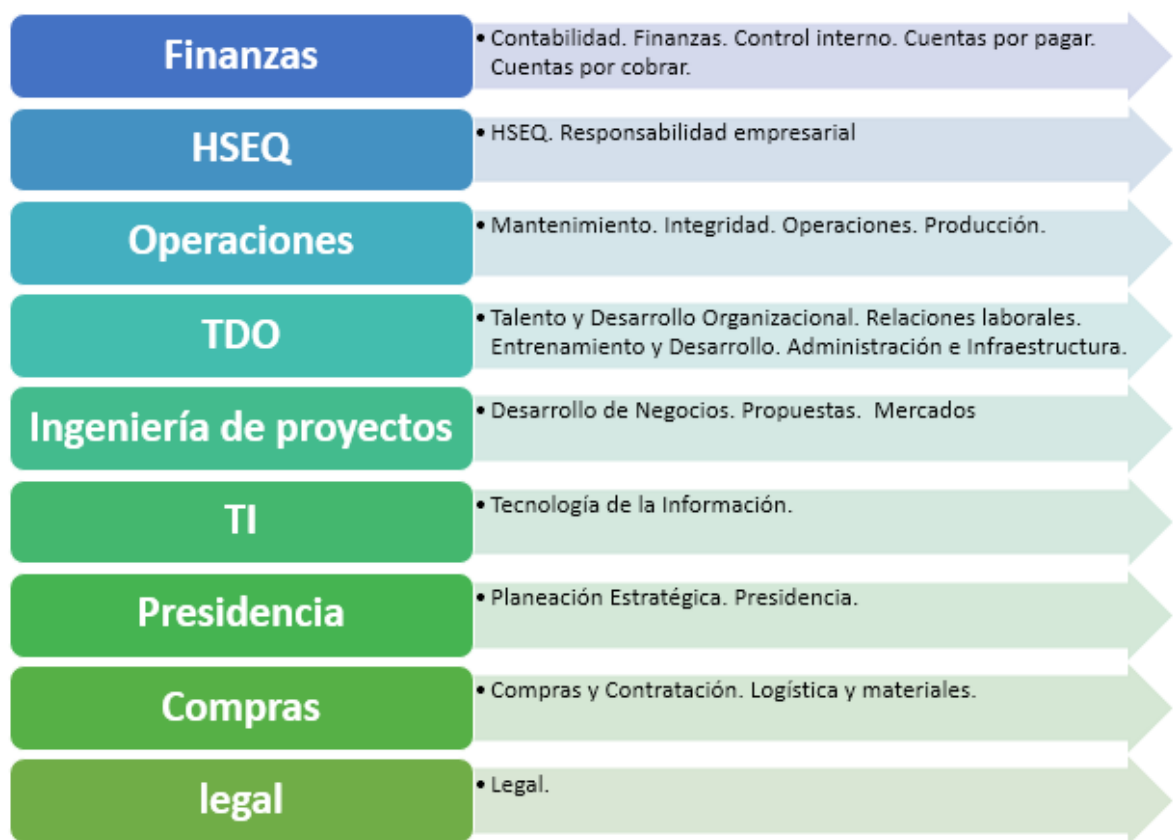 Finanzas
• Contabilidad. Finanzas. Control interno. Cuentas por pagar.
Cuentas por cobrar.
HSEQ
• HSEQ. Responsabilidad empresarial
Operaciones
• Mantenimiento. Integridad. Operaciones. Producción.
TDO
• Talento y Desarrollo Organizacional. Relaciones laborales.
Entrenamiento y Desarrollo. Administración e Infraestructura.
Ingeniería de proyectos
• Desarrollo de Negocios. Propuestas.  Mercados
TI
• Tecnología de la Información.
Presidencia
• Planeación Estratégica. Presidencia.
Compras
• Compras y Contratación. Logística y materiales.
legal
• Legal.